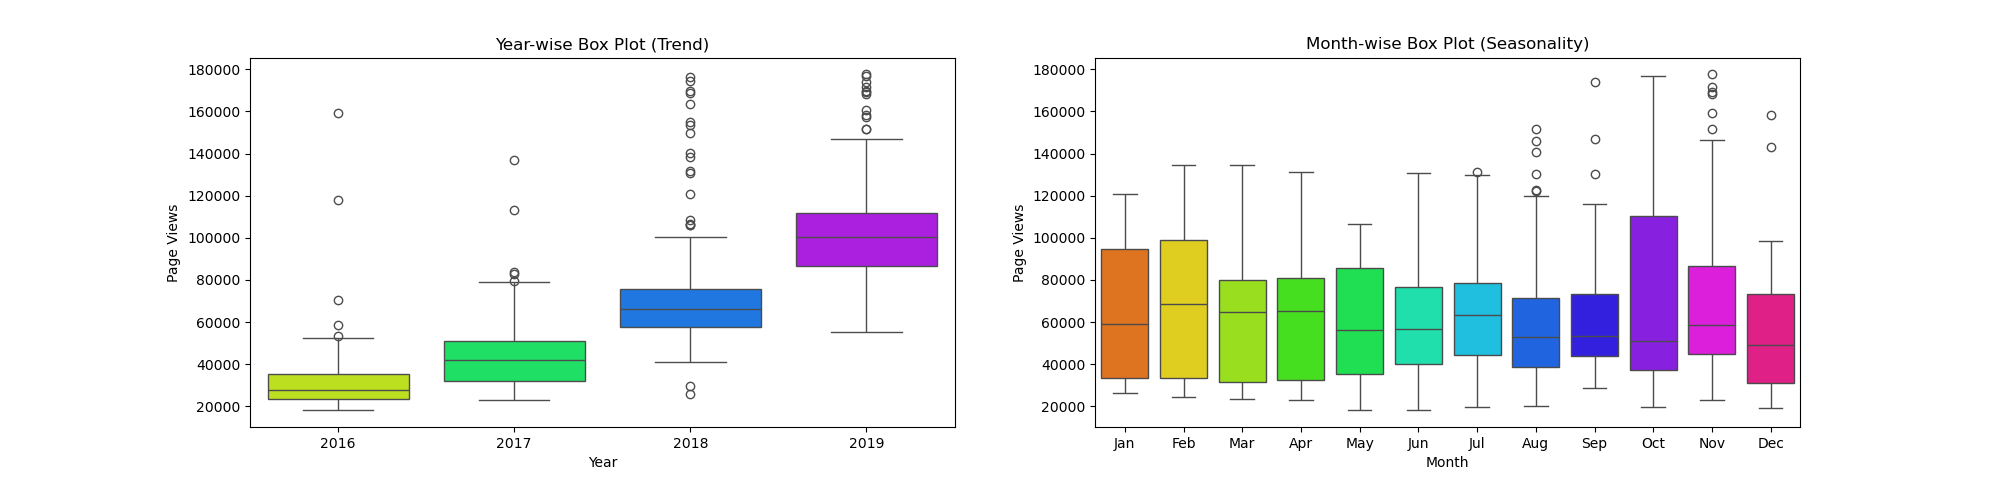 Year-wise Box Plot (Trend)
Page Views
180000
160000
140000
120000
100000
80000
60000
40000
20000
2016 2017 2018 2019
Year
Month-wise Box Plot (Seasonality)
Page Views
180000
160000
140000
120000
100000
80000
60000
40000
20000
Jan Feb Mar Apr May Jun Jul Aug Sep Oct Nov Dec
Month